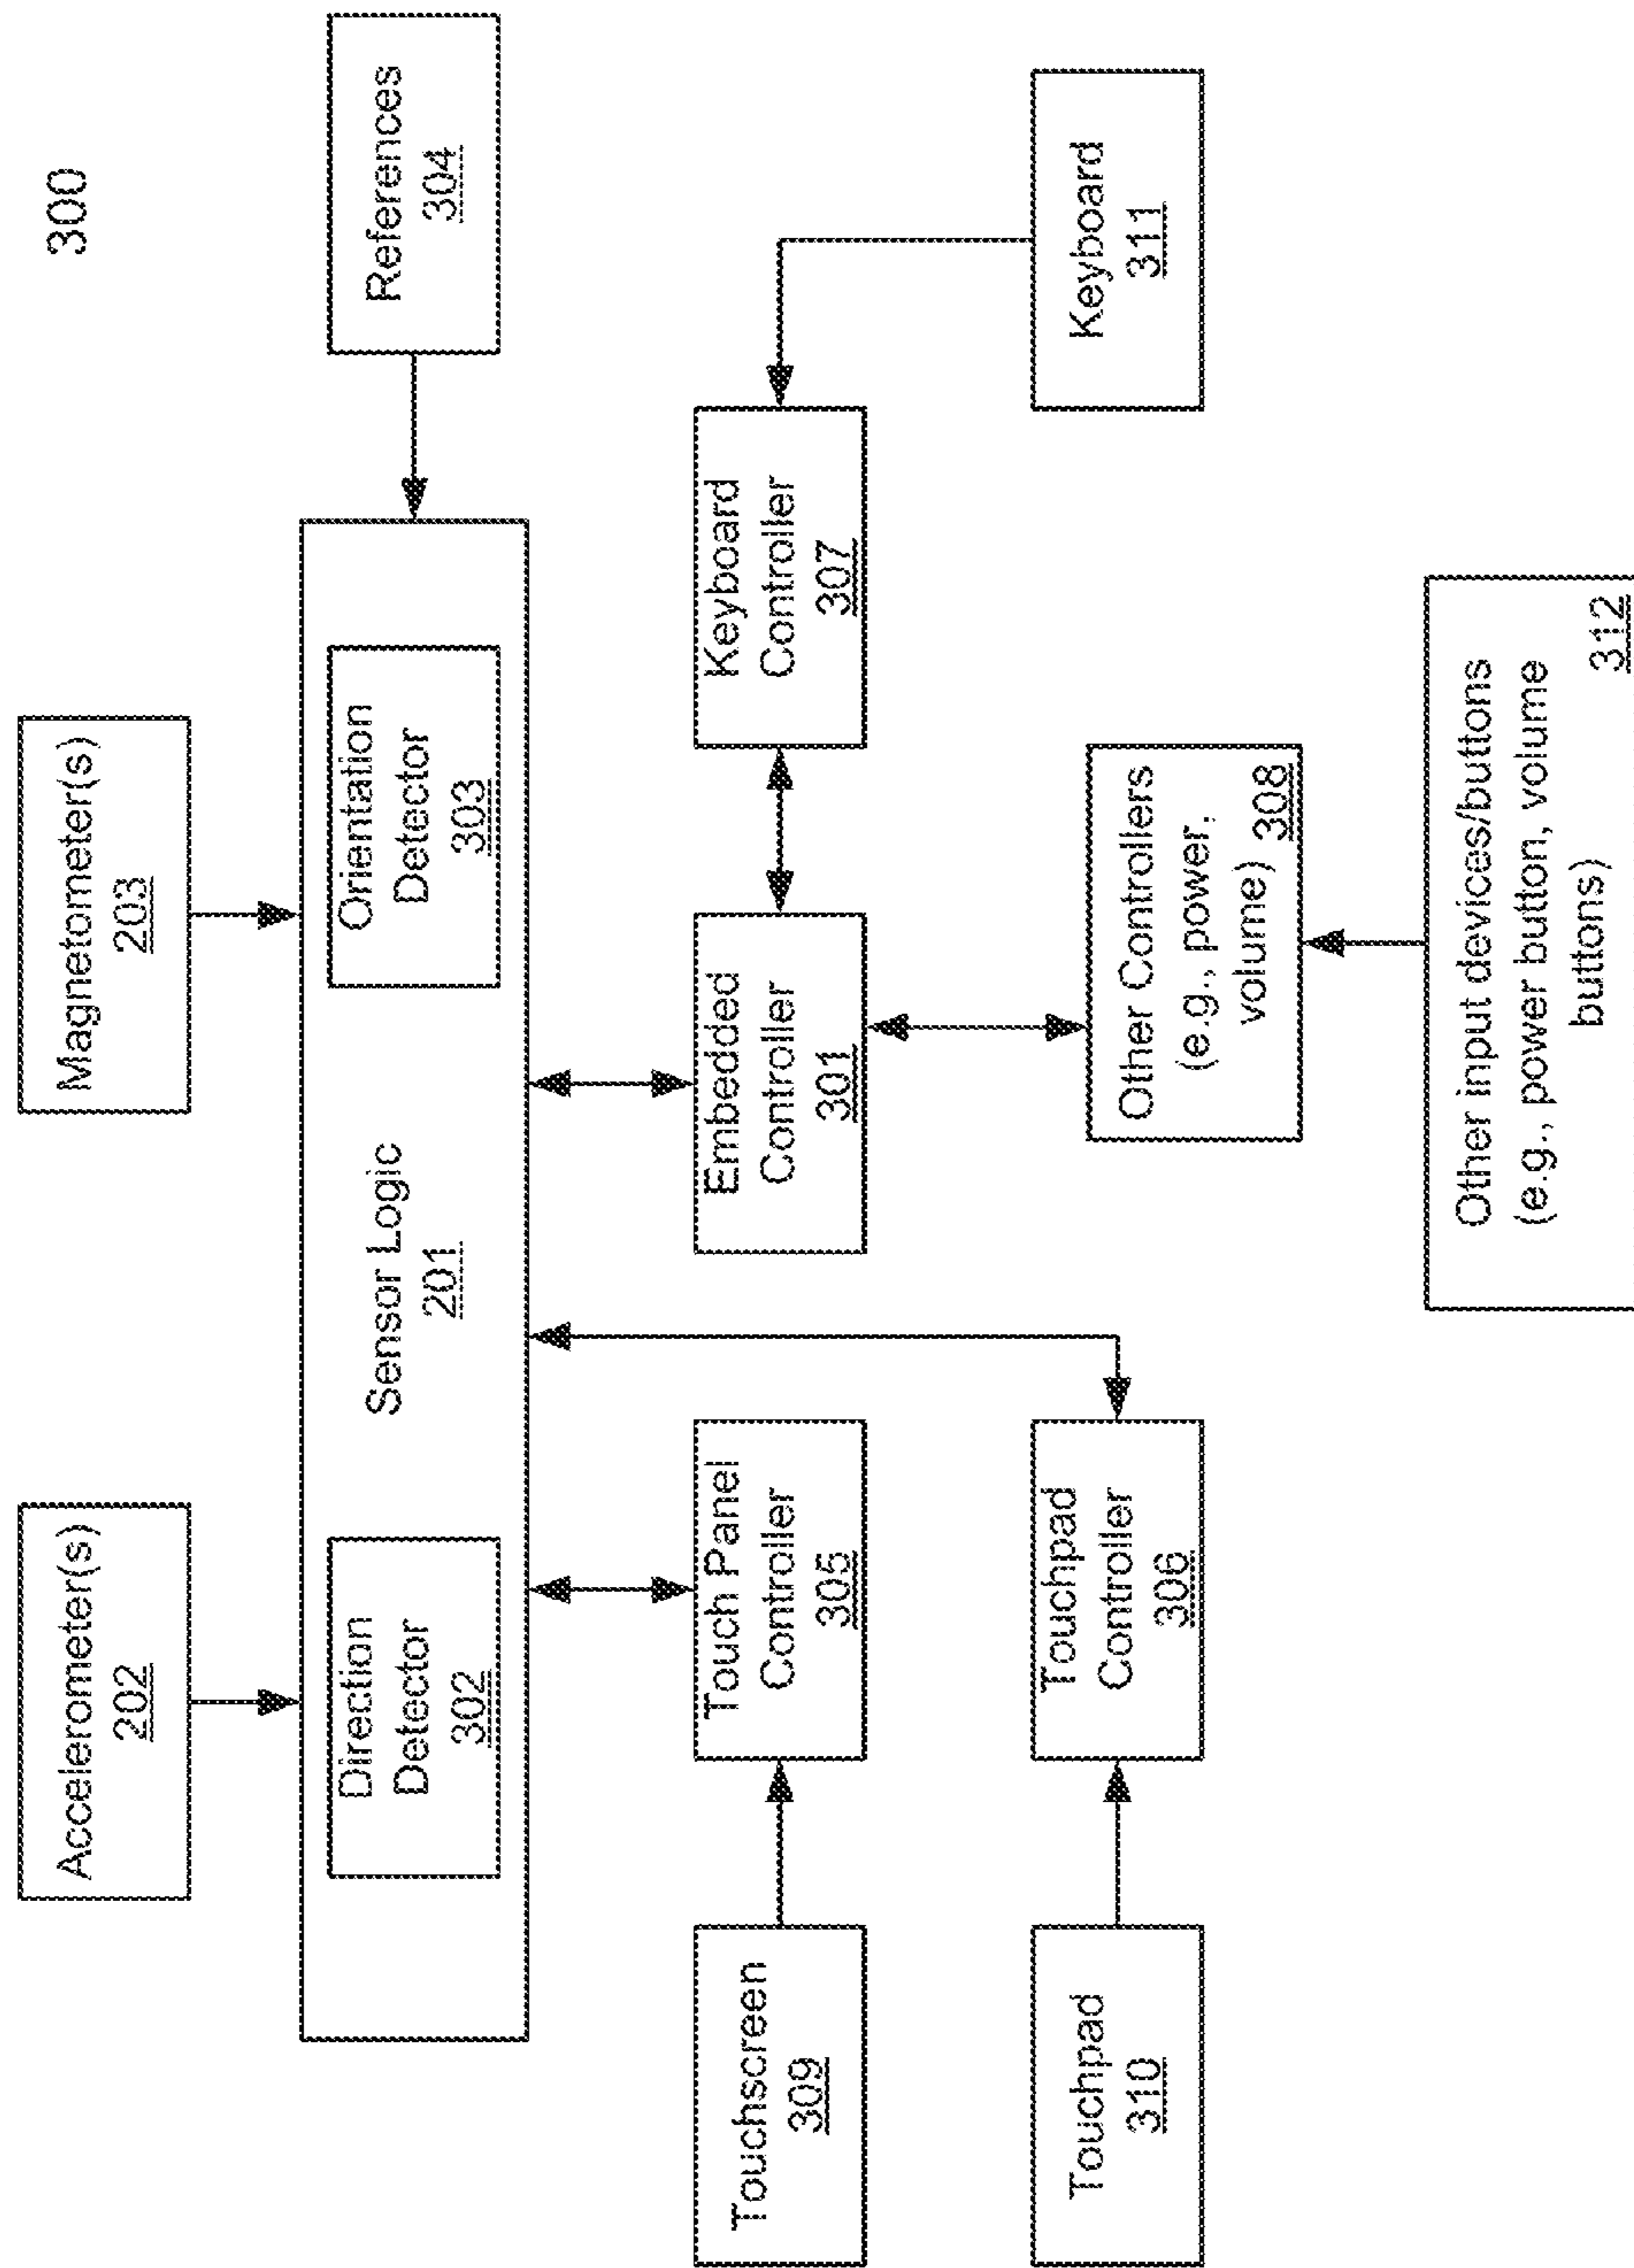 300
Accelerometer(s)
202
Magnetometer(s)
203
Direction
Detector
302
Sensor Logic
201
Orientation
Detector
303
References
304
Touchscreen
309
Touch Panel
Controller
305
Embedded
Controller
301
Keyboard
Controller
307
Touchpad
310
Touchpad
Controller
306
Other Controllers
(e.g., power,
volume) 308
Keyboard
311
Other input devices/buttons
(e.g., power button, volume
buttons)
312